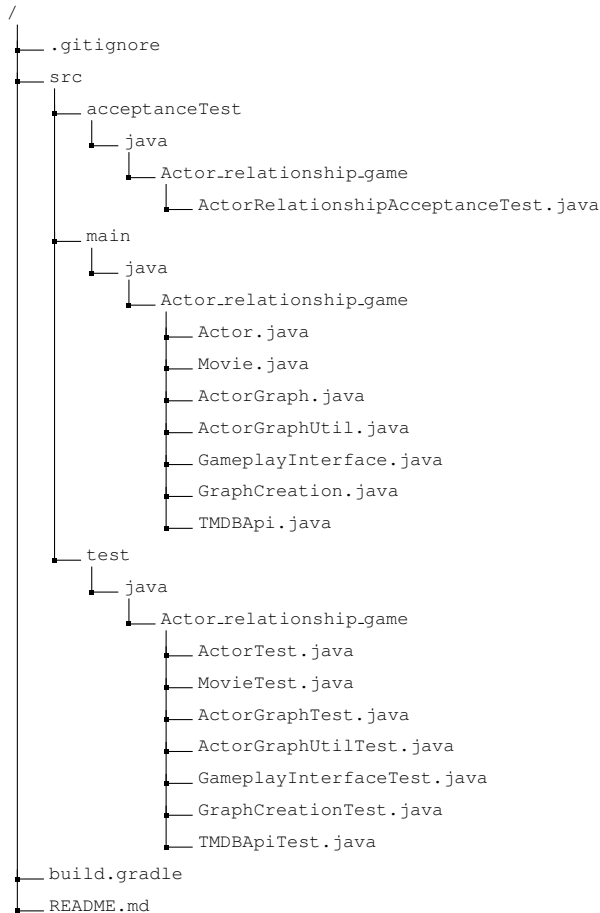 /
.gitignore
src
acceptanceTest
java
Actor_relationship_game
ActorRelationshipAcceptanceTest.java
main
java
Actor_relationship_game
Actor.java
Movie.java
ActorGraph.java
ActorGraphUtil.java
GameplayInterface.java
GraphCreation.java
TMDBApi.java
test
java
Actor_relationship_game
ActorTest.java
MovieTest.java
ActorGraphTest.java
ActorGraphUtilTest.java
GameplayInterfaceTest.java
GraphCreationTest.java
TMDBApiTest.java
build.gradle
README.md